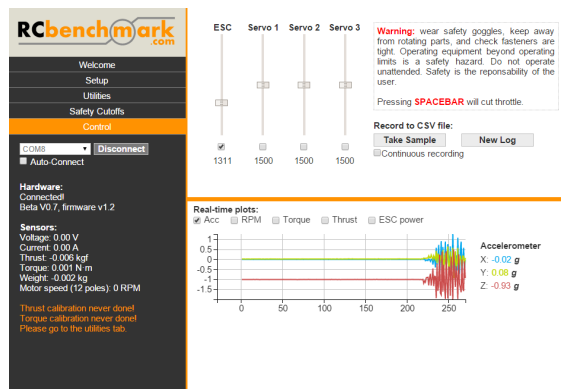 RCbenchmark
.com
Welcome
Setup
Utilities
Safety Cutoffs
Control
COM8 Disconnect
Auto-Connect
Hardware:
Connected!
Beta V0.7, firmware v1.2
Sensors:
Voltage: 0.00 V
Current: 0.00 A
Thrust: -0.006 kgf
Torque: 0.001 N·m
Weight: -0.002 kg
Motor speed (12 poles): 0 RPM
Thrust calibration never done!
Torque calibration never done!
Please go to the utilities tab.
ESC Servo 1 Servo 2 Servo 3
1311 1500 1500 1500
Warning: wear safety goggles, keep away
from rotating parts, and check fasteners are
tight. Operating equipment beyond operating
limits is a safety hazard. Do not operate
unattended. Safety is the reponsability of the
user.
Pressing SPACEBAR will cut throttle.
Record to CSV file:
Take Sample New Log
Continuous recording
Real-time plots:
Acc RPM Torque Thrust ESC power
1
0.5
0
-0.5
-1
-1.5
0 50 100 150 200 250
Accelerometer
X: -0.02 g
Y: 0.08 g
Z: -0.93 g